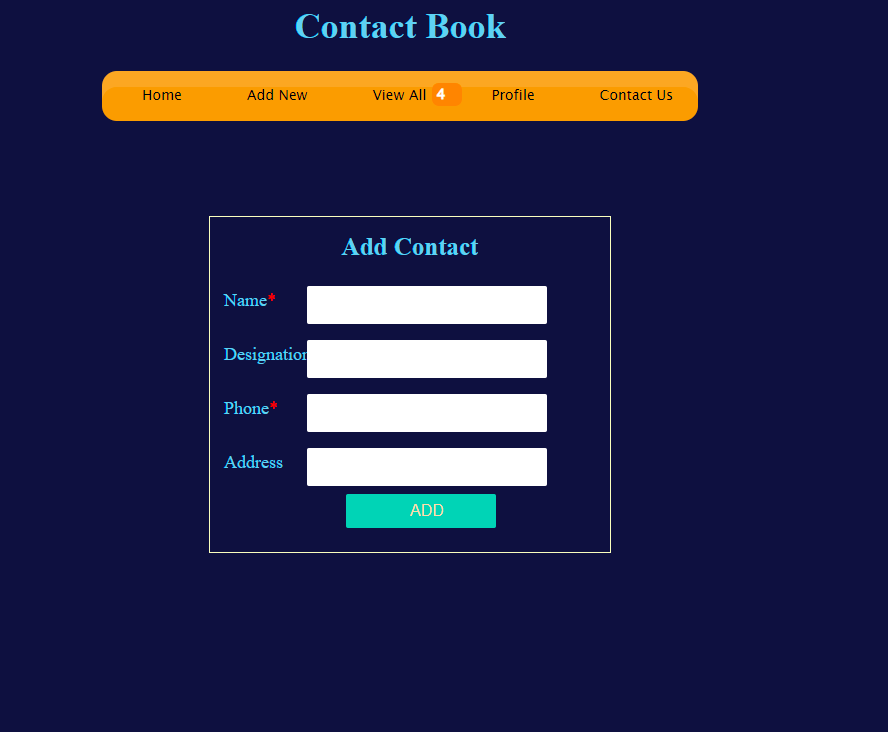 Contact Book
Home Add New View All 4 Profile Contact Us
Add Contact
Name*
Designation
Phone*
Address
ADD